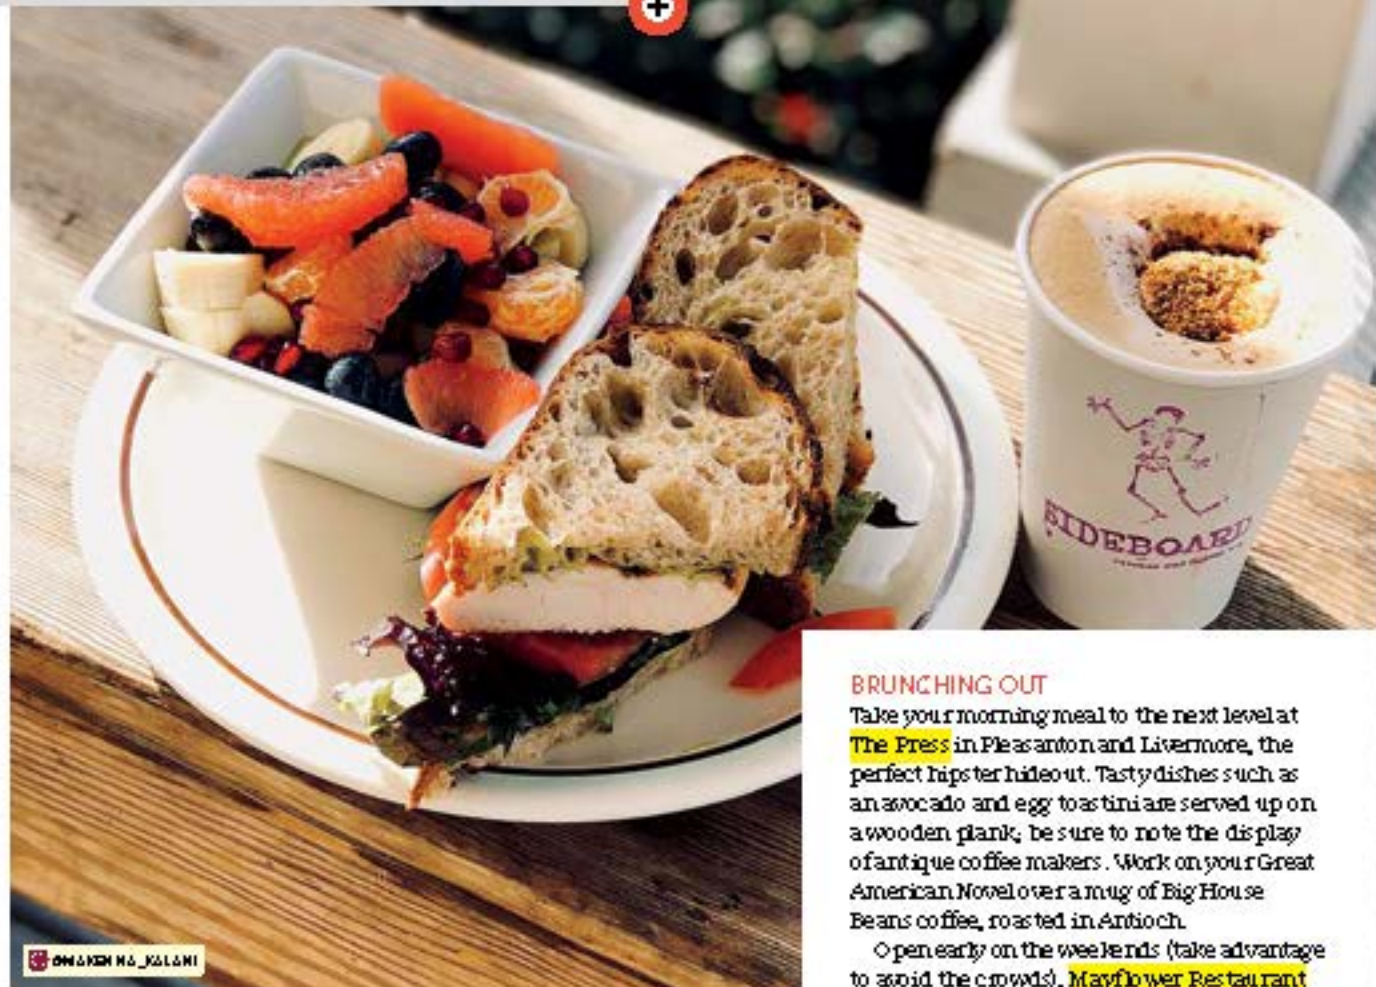 SIDEBOARD
BRUNCHING OUT
Take your morning meal to the next level at
The Press in Pleasanton and Livermore, the
perfect hipster hideout. Tasty dishes such as
an avocado and egg toastini are served up on
a wooden plank; be sure to note the display
of antique coffee makers. Work on your Great
American Novel over a mug of Big House
Beans coffee, roasted in Antioch.
Open early on the weekends (take advantage
to avoid the crowds), Mayflower Restaurant
@MAKENNA_KALANI